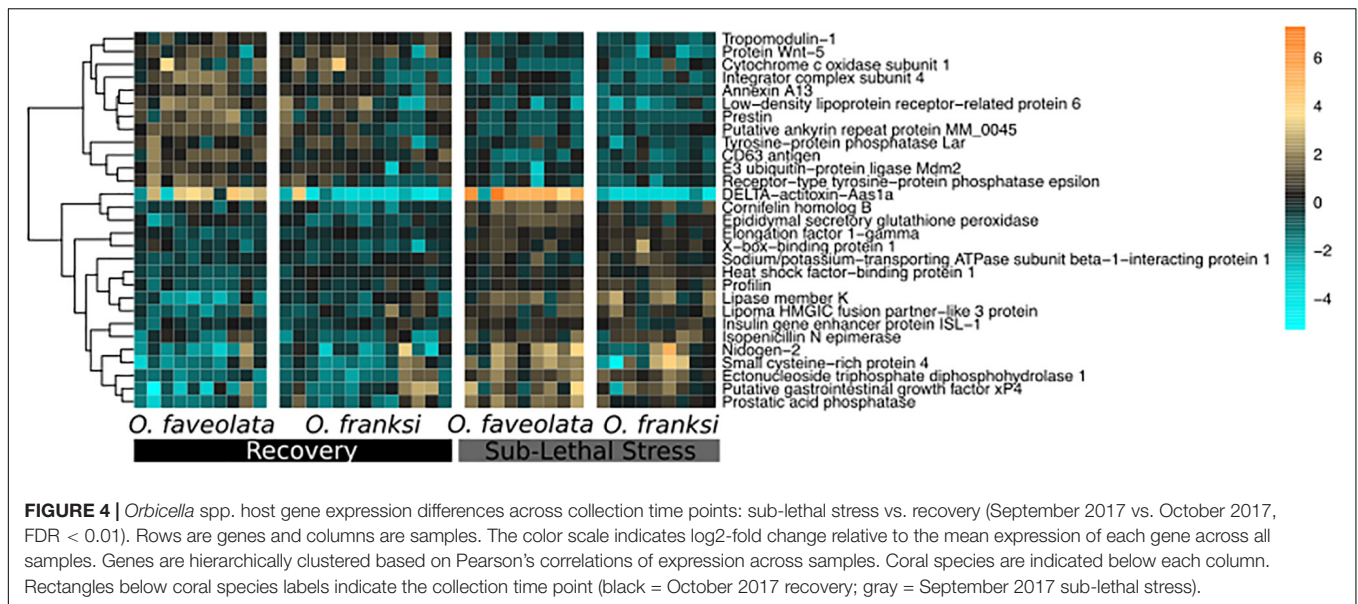 Tropomodulin-1
Protein Wnt-5
Cytochrome c oxidase subunit 1
Integrator complex subunit 4
Annexin A13
Low-density lipoprotein receptor-related protein 6
Prestin
Putative ankyrin repeat protein MM_0045
Tyrosine-protein phosphatase Lar
CD63 antigen
E3 ubiquitin-protein ligase Mdm2
Receptor-type tyrosine-protein phosphatase epsilon
DELTA-actitoxin-Aas1a
Cornifelin homolog B
Epididymal secretory glutathione peroxidase
Elongation factor 1-gamma
X-box-binding protein 1
Sodium/potassium-transporting ATPase subunit beta-1-interacting protein 1
Heat shock factor-binding protein 1
Profilin
Lipase member K
Lipoma HMGIC fusion partner-like 3 protein
Insulin gene enhancer protein ISL-1
Isopenicillin N epimerase
Nidogen-2
Small cysteine-rich protein 4
Ectonucleoside triphosphate diphosphohydrolase 1
Putative gastrointestinal growth factor xP4
Prostatic acid phosphatase
6
4
2
0
-2
-4
O. faveolata O. franksi O. faveolata O. franksi
Recovery Sub-Lethal Stress
FIGURE 4 | Orbicella spp. host gene expression differences across collection time points: sub-lethal stress vs. recovery (September 2017 vs. October 2017,
FDR < 0.01). Rows are genes and columns are samples. The color scale indicates log2-fold change relative to the mean expression of each gene across all
samples. Genes are hierarchically clustered based on Pearson's correlations of expression across samples. Coral species are indicated below each column.
Rectangles below coral species labels indicate the collection time point (black = October 2017 recovery; gray = September 2017 sub-lethal stress).